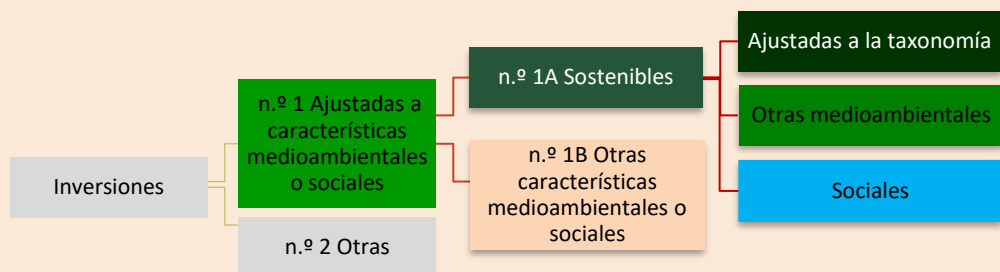 Inversiones
n.º 1 Ajustadas a
características
medioambientales
o sociales
n.º 2 Otras
n.º 1A Sostenibles
n.º 1B Otras
características
medioambientales o
sociales
Ajustadas a la taxonomía
Otras medioambientales
Sociales